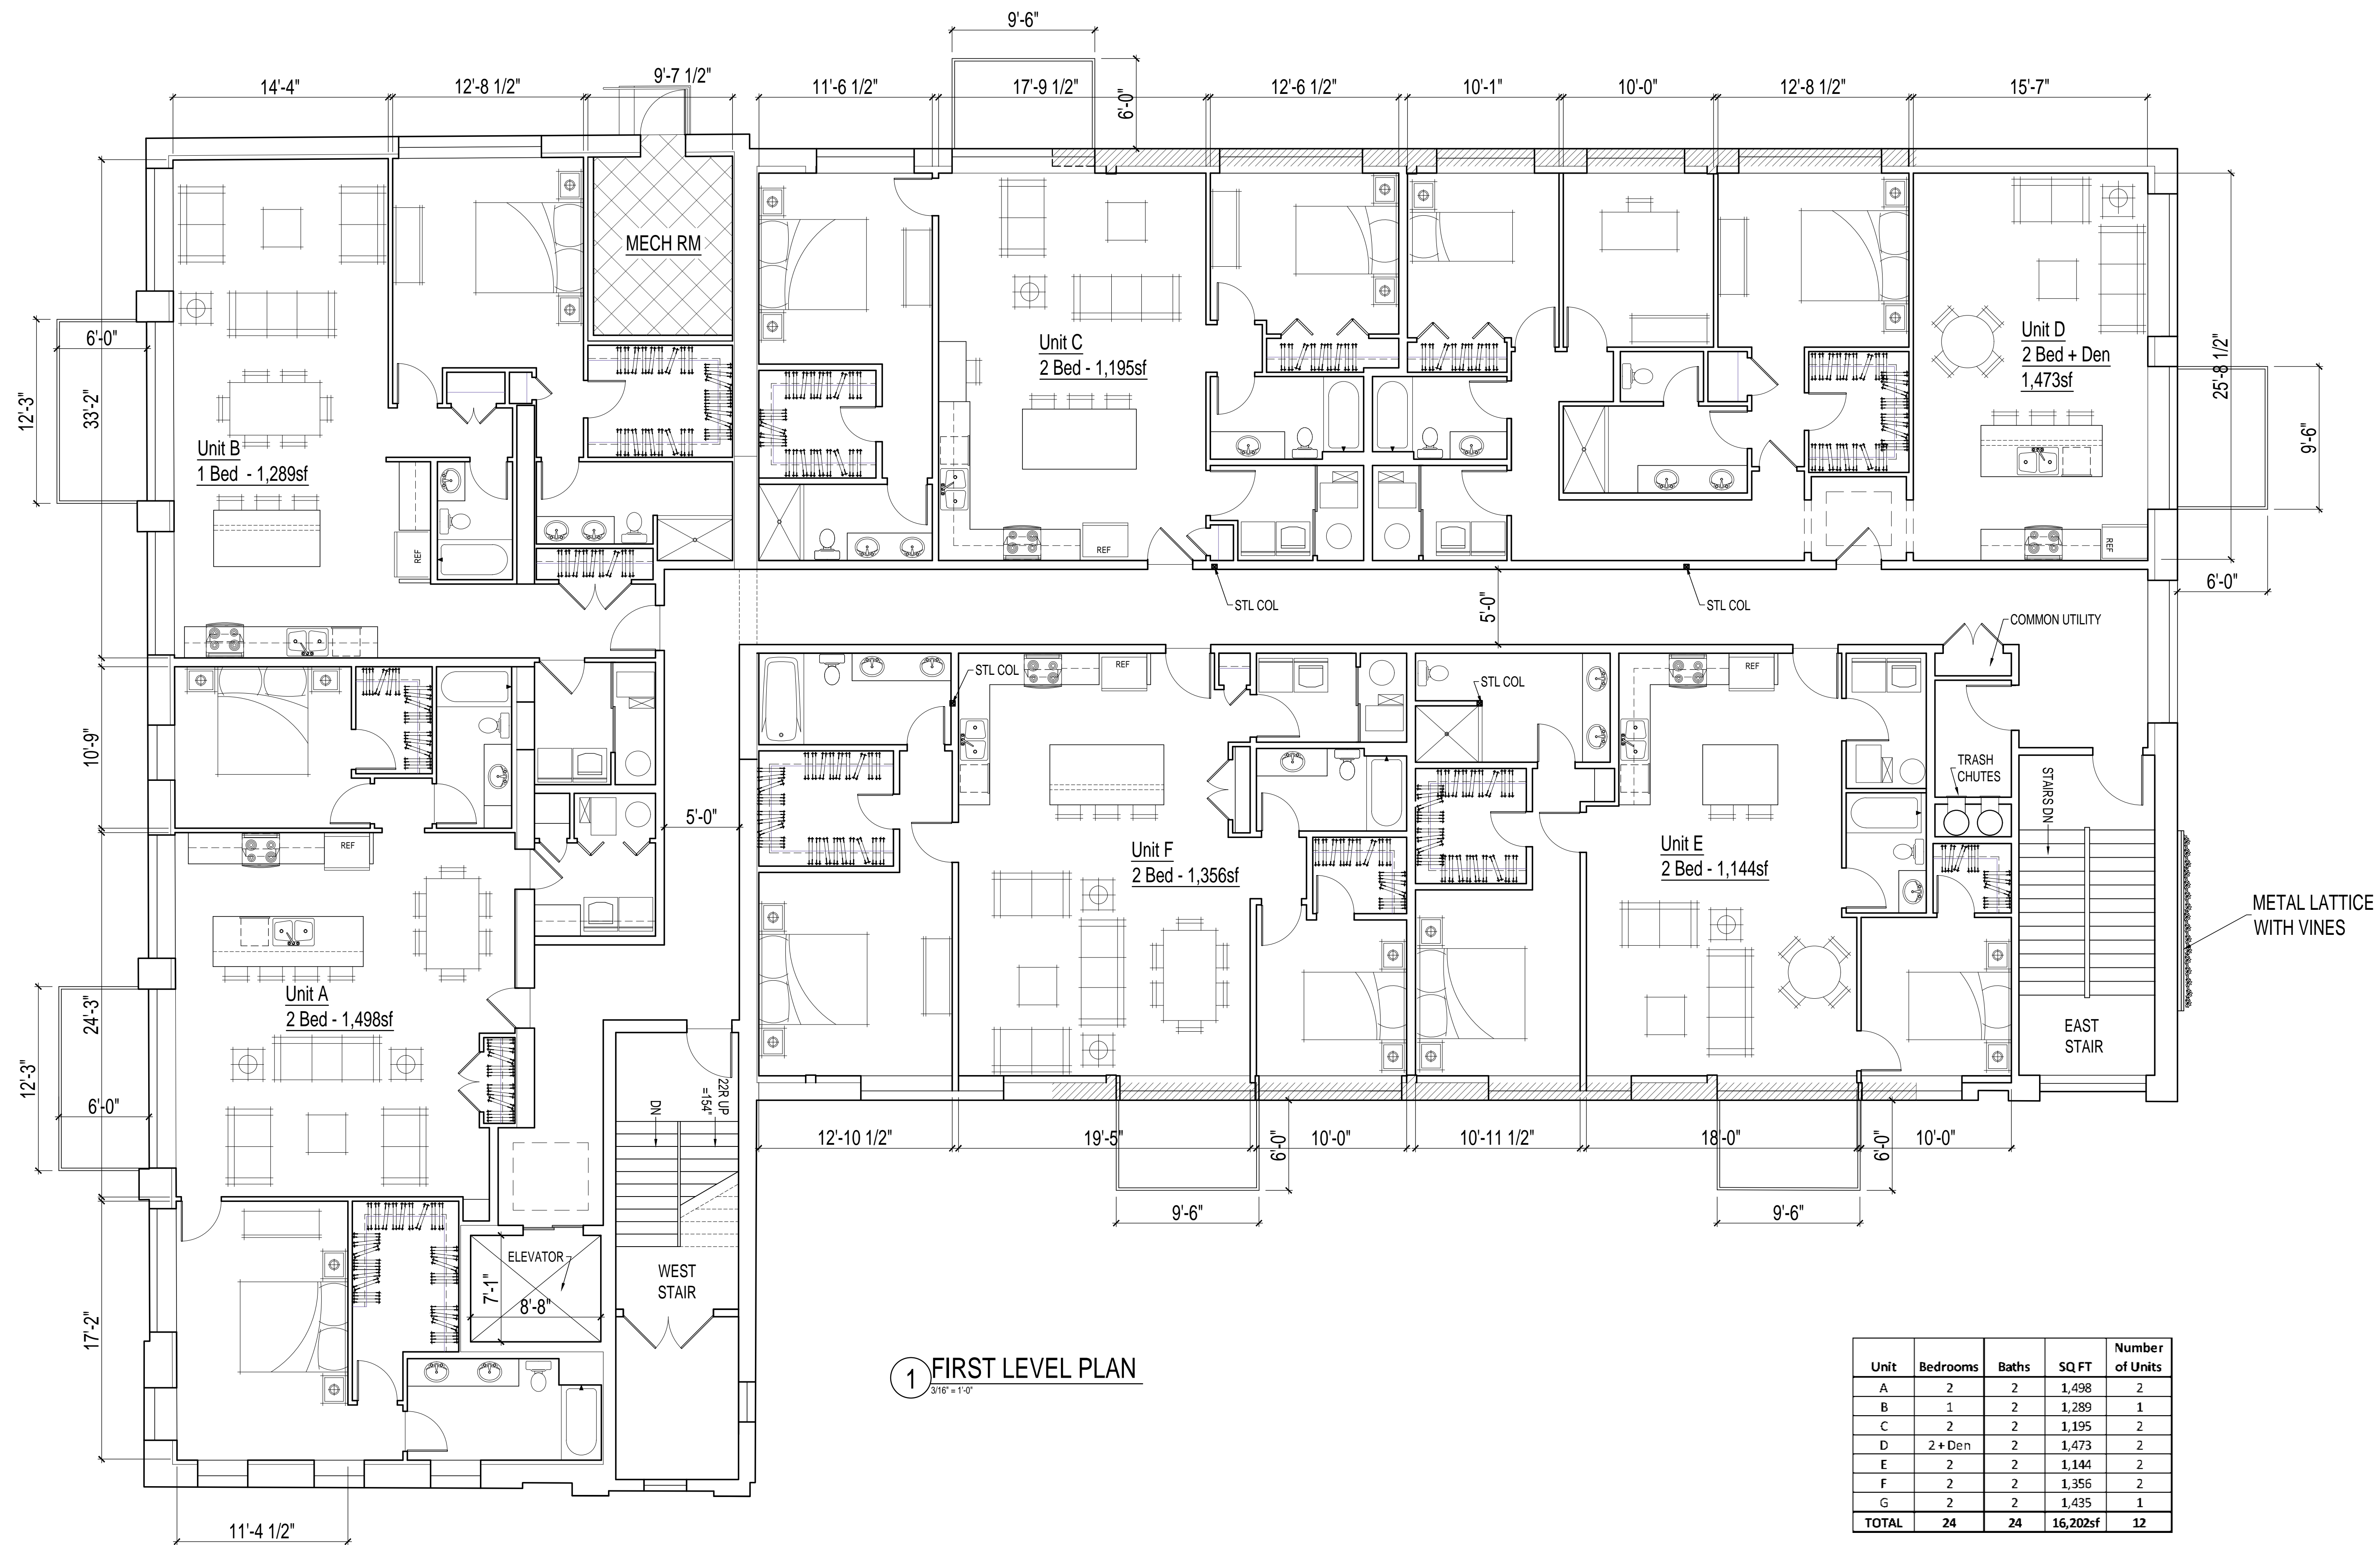 9'-6"
14'-4"
12'-8 1/2"
9'-7 1/2"
11'-6 1/2"
17'-9 1/2"
6'-0"
12'-6 1/2"
10'-1"
10'-0"
12'-8 1/2"
15'-7"
MECH RM
6'-0"
12'-3"
33'-2"
Unit B
1 Bed - 1,289sf
REF
Unit C
2 Bed - 1,195sf
REF
Unit D
2 Bed + Den
1,473sf
REF
25'-8 1/2"
9'-6"
6'-0"
STL COL
5'-0"
STL COL
COMMON UTILITY
10'-9"
STL COL
REF
STL COL
REF
TRASH
CHUTES
STAIRS DN
5'-0"
REF
Unit F
2 Bed - 1,356sf
Unit E
2 Bed - 1,144sf
METAL LATTICE
WITH VINES
Unit A
2 Bed - 1,498sf
24'-3"
12'-3"
6'-0"
EAST
STAIR
DN
22R UP
=154"
12'-10 1/2"
19'-5"
6'-0"
10'-0"
10'-11 1/2"
18'-0"
6'-0"
10'-0"
9'-6"
9'-6"
ELEVATOR
7'-1"
8'-8"
WEST
STAIR
17'-2"
11'-4 1/2"
1
FIRST LEVEL PLAN
3/16" = 1'-0"
Unit Bedrooms Baths SQ FT Number of Units
A 2 2 1,498 2
B 1 2 1,289 1
C 2 2 1,195 2
D 2 + Den 2 1,473 2
E 2 2 1,144 2
F 2 2 1,356 2
G 2 2 1,435 1
TOTAL 24 24 16,202sf 12